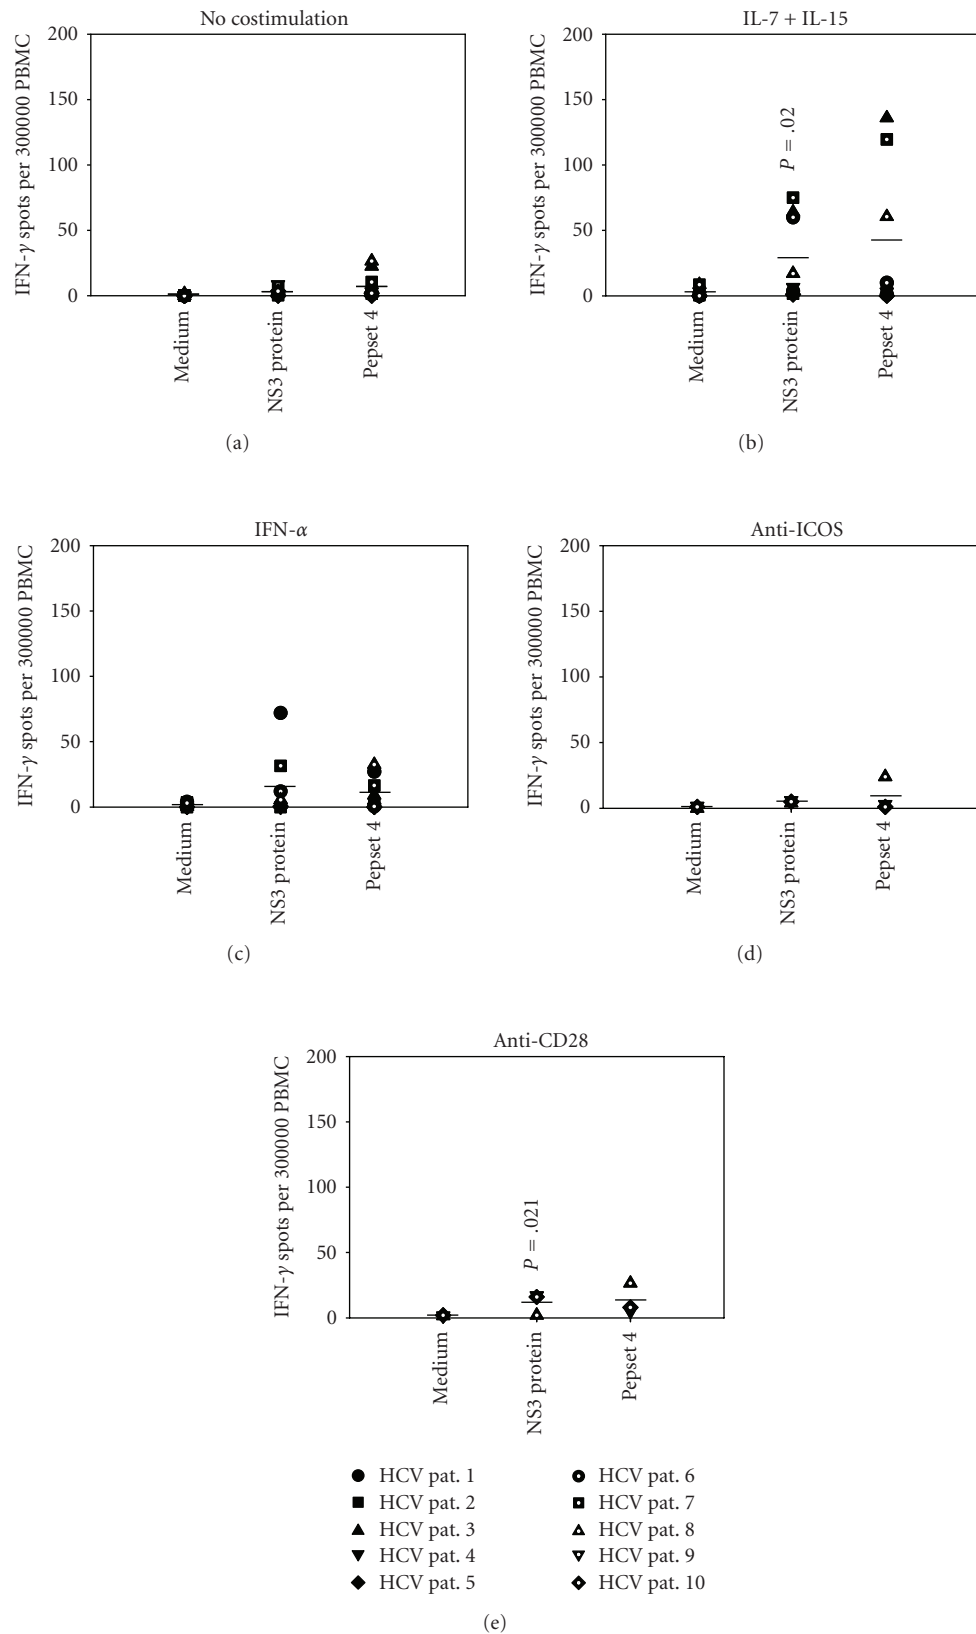 No costimulation
IFN-γ spots per 300000 PBMC
200
150
100
50
0
Medium
NS3 protein
Pepset 4
(a)
IL-7 + IL-15
IFN-γ spots per 300000 PBMC
200
150
100
50
0
P = .02
Medium
NS3 protein
Pepset 4
(b)
IFN-α
IFN-γ spots per 300000 PBMC
200
150
100
50
0
Medium
NS3 protein
Pepset 4
(c)
Anti-ICOS
IFN-γ spots per 300000 PBMC
200
150
100
50
0
Medium
NS3 protein
Pepset 4
(d)
Anti-CD28
IFN-γ spots per 300000 PBMC
200
150
100
50
0
P = .021
Medium
NS3 protein
Pepset 4
HCV pat. 1
HCV pat. 2
HCV pat. 3
HCV pat. 4
HCV pat. 5
HCV pat. 6
HCV pat. 7
HCV pat. 8
HCV pat. 9
HCV pat. 10
(e)